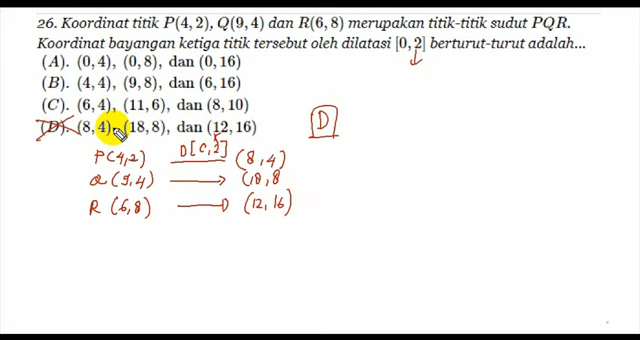 26. Koordinat titik P(4, 2), Q(9, 4) dan R(6, 8) merupakan titik-titik sudut PQR.
Koordinat bayangan ketiga titik tersebut oleh dilatasi [0, 2] berturut-turut adalah...
(A). (0, 4), (0, 8), dan (0, 16)
(B). (4, 4), (9, 8), dan (6, 16)
(C). (6, 4), (11, 6), dan (8, 10)
(D). (8, 4), (18, 8), dan (12, 16)
D
P(4,2) D[0,2] (8,4)
Q(9,4) (18,8
R (6,8) (12,16)